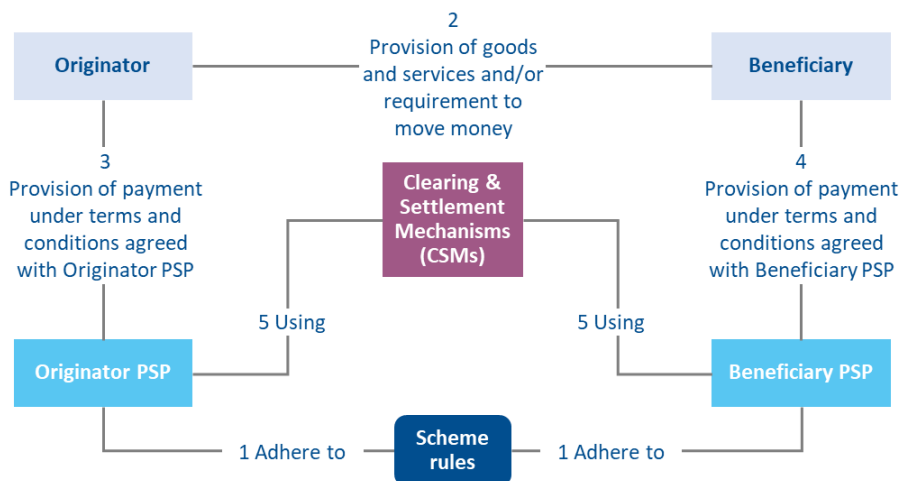 2
Originator
Provision of goods
and services and/or
requirement to
move money
Beneficiary
3
Provision of payment
under terms and
conditions agreed
with Originator PSP
Clearing &
Settlement
Mechanisms
(CSMs)
4
Provision of payment
under terms and
conditions agreed
with Beneficiary PSP
5 Using
5 Using
Originator PSP
Beneficiary PSP
1 Adhere to
Scheme
rules
1 Adhere to